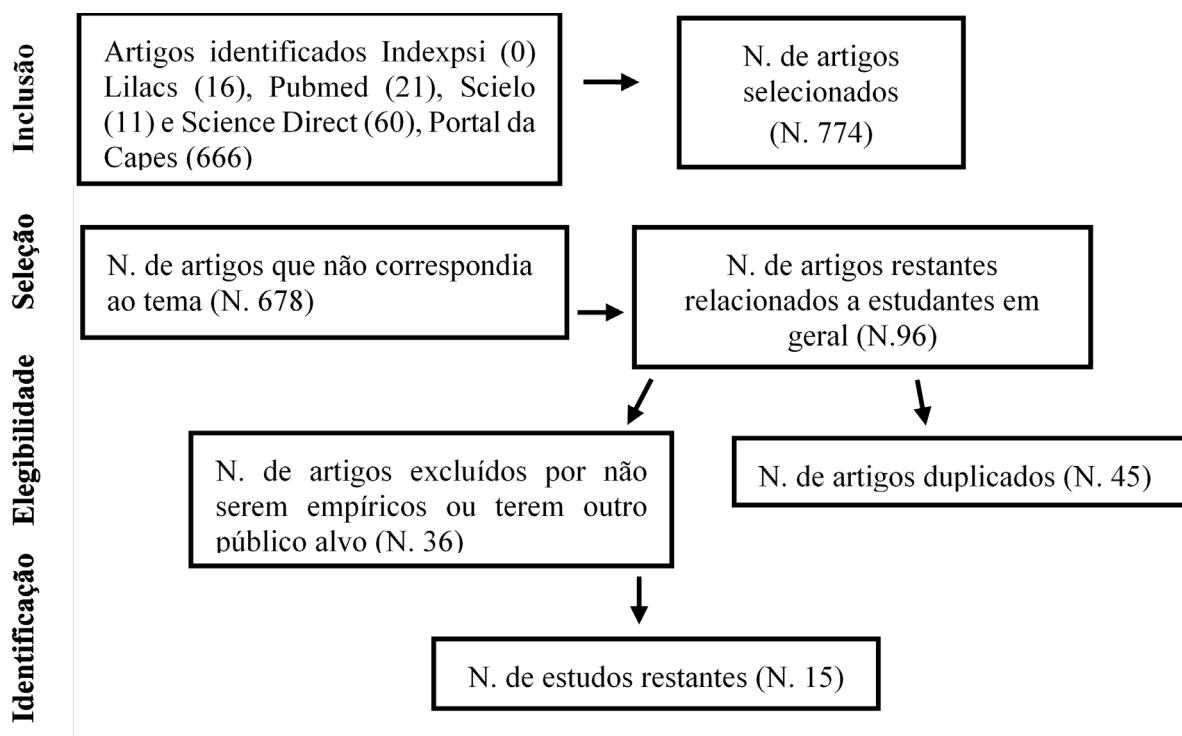 Inclusão
Artigos identificados Indexpsi (0)
Lilacs (16), Pubmed (21), Scielo
(11) e Science Direct (60), Portal da
Capes (666)
N. de artigos
selecionados
(N. 774)
Seleção
N. de artigos que não correspondia
ao tema (N. 678)
N. de artigos restantes
relacionados a estudantes em
geral (N.96)
Elegibilidade
N. de artigos excluídos por não
serem empíricos ou terem outro
público alvo (N. 36)
N. de artigos duplicados (N. 45)
Identificação
N. de estudos restantes (N. 15)